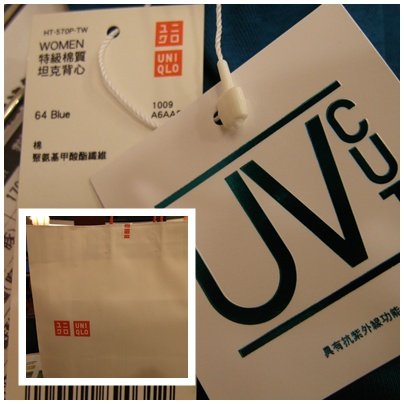 HT-570P-TW
WOMEN
特級棉質
坦克背心
64 Blue
1009
棉
聚氨基甲酸酯纖維
ユニ
クロ
UNI
QLO
UV
CUT
具有抗紫外線功能
ユニ
クロ
UNI
QLO